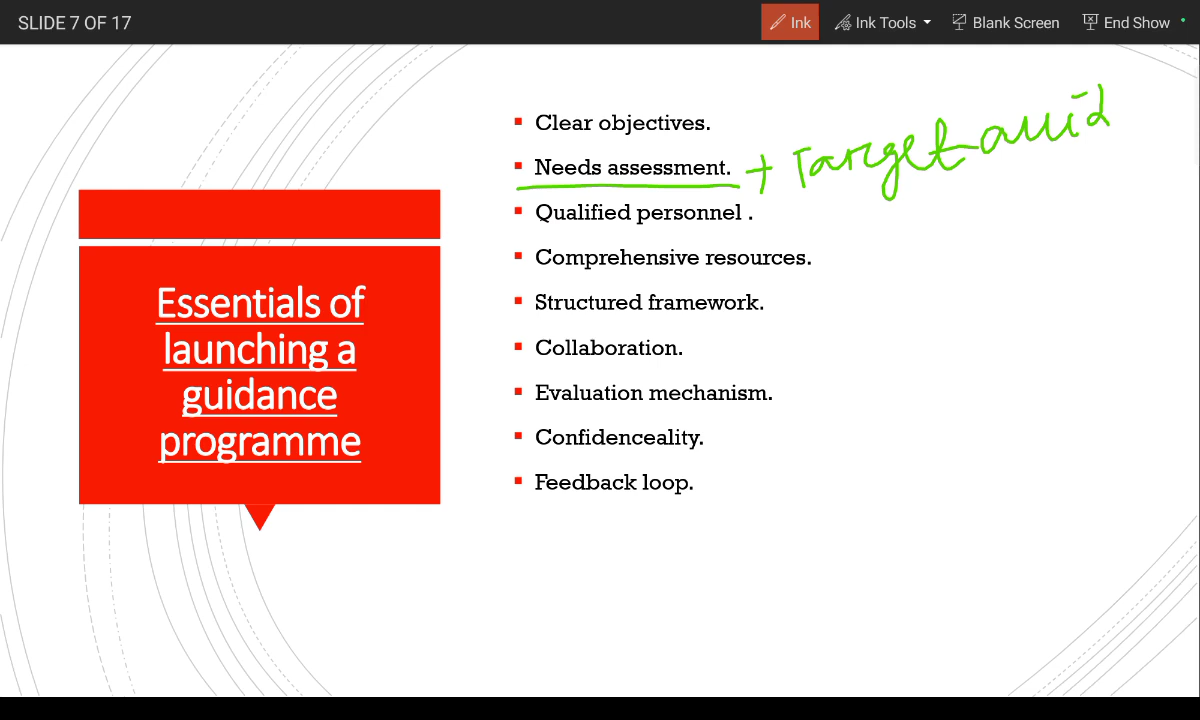 SLIDE 7 OF 17
Ink
Ink Tools
Blank Screen
End Show
Essentials of
launching a
guidance
programme
Clear objectives.
Needs assessment. + Target
Qualified personnel .
Comprehensive resources.
Structured framework.
Collaboration.
Evaluation mechanism.
Confidenceality.
Feedback loop.